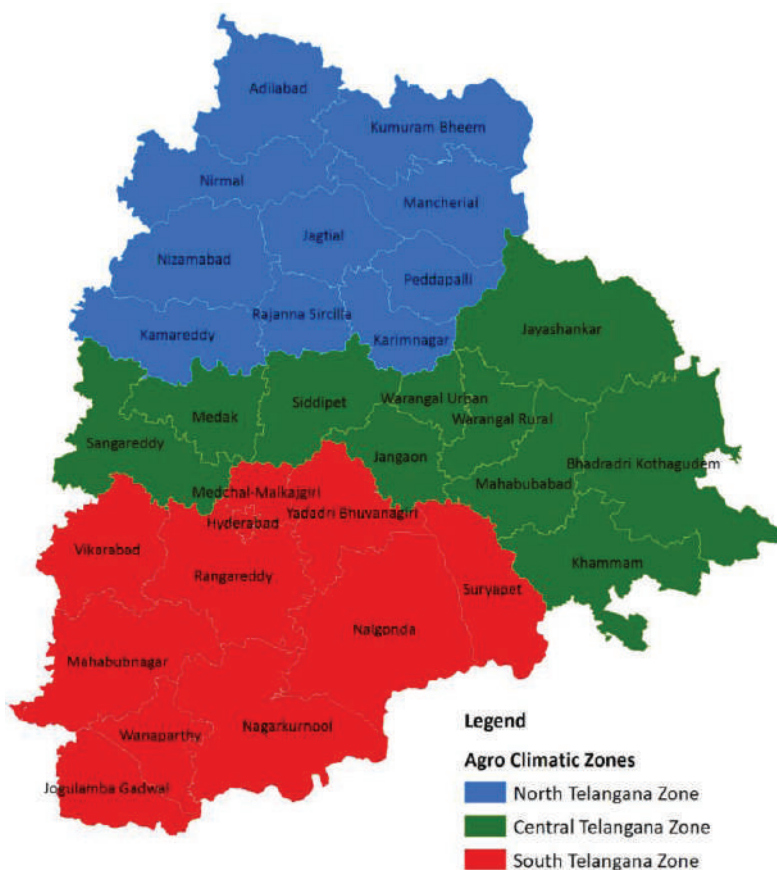 Adilabad
Kumuram Bheem
Nirmal
Mancherial
Jagtial
Nizamabad
Peddapalli
Rajanna Sircilla
Kamareddy
Karimnagar
Jayashankar
Siddipet
Warangal Urban
Medak
Warangal Rural
Sangareddy
Jangaon
Bhadradri Kothagudem
Mahabubabad
Medchal-Malkajgiri
Yadadri Bhuvanagiri
Hyderabad
Vikarabad
Khammam
Rangareddy
Suryapet
Nalgonda
Mahabubnagar
Nagarkurnool
Wanaparthy
Jogulamba Gadwal
Legend
Agro Climatic Zones
North Telangana Zone
Central Telangana Zone
South Telangana Zone